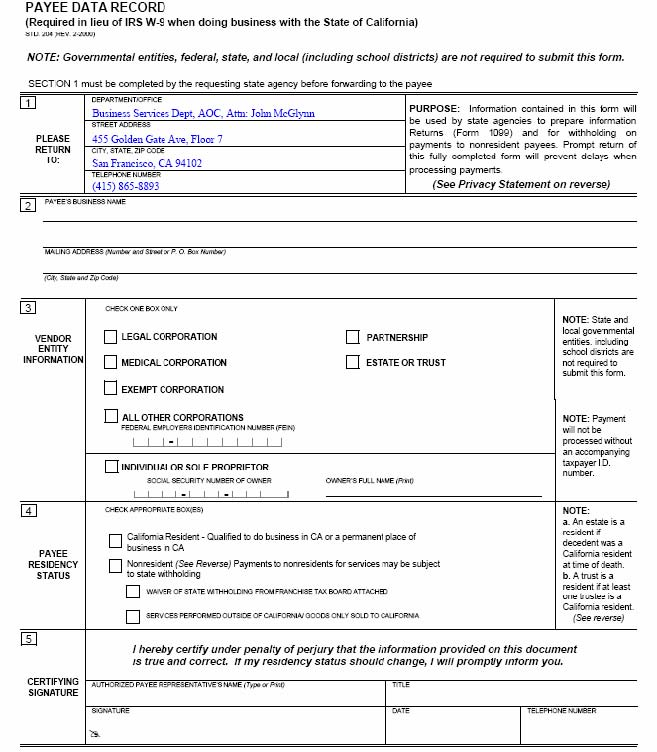 PAYEE DATA RECORD
(Required in lieu of IRS W-9 when doing business with the State of California)
STD. 204 (REV. 2-2000)
NOTE: Governmental entities, federal, state, and local (including school districts) are not required to submit this form.
SECTION 1 must be completed by the requesting state agency before forwarding to the payee
1
PLEASE
RETURN
TO:
DEPARTMENT/OFFICE
Business Services Dept, AOC, Attn: John McGlynn
STREET ADDRESS
455 Golden Gate Ave, Floor 7
CITY, STATE, ZIP CODE
San Francisco, CA 94102
TELEPHONE NUMBER
(415) 865-8893
PURPOSE: Information contained in this form will
be used by state agencies to prepare information
Returns (Form 1099) and for withholding on
payments to nonresident payees. Prompt return of
this fully completed form will prevent delays when
processing payments.
(See Privacy Statement on reverse)
2
PAYEE'S BUSINESS NAME
MAILING ADDRESS (Number and Street or P. O. Box Number)
(City, State and Zip Code)
3
VENDOR
ENTITY
INFORMATION
CHECK ONE BOX ONLY
LEGAL CORPORATION
PARTNERSHIP
MEDICAL CORPORATION
ESTATE OR TRUST
EXEMPT CORPORATION
ALL OTHER CORPORATIONS
FEDERAL EMPLOYERS IDENTIFICATION NUMBER (FEIN)
INDIVIDUAL OR SOLE PROPRIETOR
SOCIAL SECURITY NUMBER OF OWNER
OWNER'S FULL NAME (Print)
NOTE: State and
local governmental
entities, including
school districts are
not required to
submit this form.
NOTE: Payment
will not be
processed without
an accompanying
taxpayer I.D.
number.
4
PAYEE
RESIDENCY
STATUS
CHECK APPROPRIATE BOX(ES)
California Resident - Qualified to do business in CA or a permanent place of
business in CA
Nonresident (See Reverse) Payments to nonresidents for services may be subject
to state withholding
WAIVER OF STATE WITHHOLDING FROM FRANCHISE TAX BOARD ATTACHED
SERVICES PERFORMED OUTSIDE OF CALIFORNIA/ GOODS ONLY SOLD TO CALIFORNIA
NOTE:
a. An estate is a
resident if
decedent was a
California resident
at time of death.
b. A trust is a
resident if at least
one trustee is a
California resident.
(See reverse)
5
CERTIFYING
SIGNATURE
I hereby certify under penalty of perjury that the information provided on this document
is true and correct. If my residency status should change, I will promptly inform you.
AUTHORIZED PAYEE REPRESENTATIVE'S NAME (Type or Print)
TITLE
SIGNATURE
DATE
TELEPHONE NUMBER